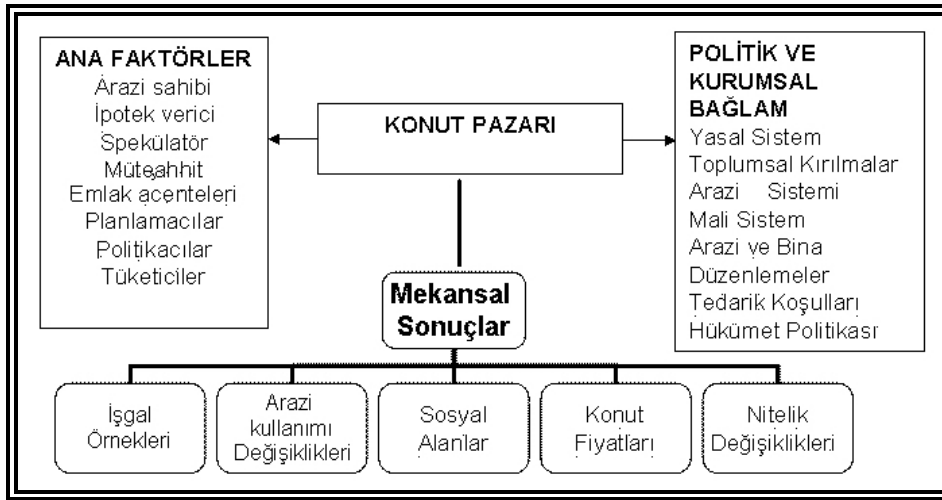 ANA FAKTÖRLER
Arazi sahibi
İpotek verici
Spekülatör
Müteahhit
Emlak acenteleri
Planlamacılar
Politikacılar
Tüketiciler
KONUT PAZARI
POLİTİK VE
KURUMSAL
BAĞLAM
Yasal Sistem
Toplumsal Kırılmalar
Arazi Sistemi
Mali Sistem
Arazi ve Bina
Düzenlemeler
Tedarik Koşulları
Hükümet Politikası
Mekansal
Sonuçlar
İşgal
Örnekleri
Arazi
kullanımı
Değişiklikleri
Sosyal
Alanlar
Konut
Fiyatları
Nitelik
Değişiklikleri